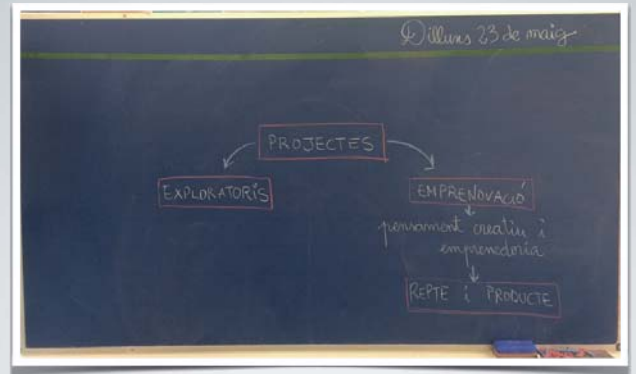 Dilluns 23 de maig
PROJECTES
EXPLORATORIS
EMPRENOVACIÓ
pensament creatiu i
emprenedoria
REPTE i PRODUCTE